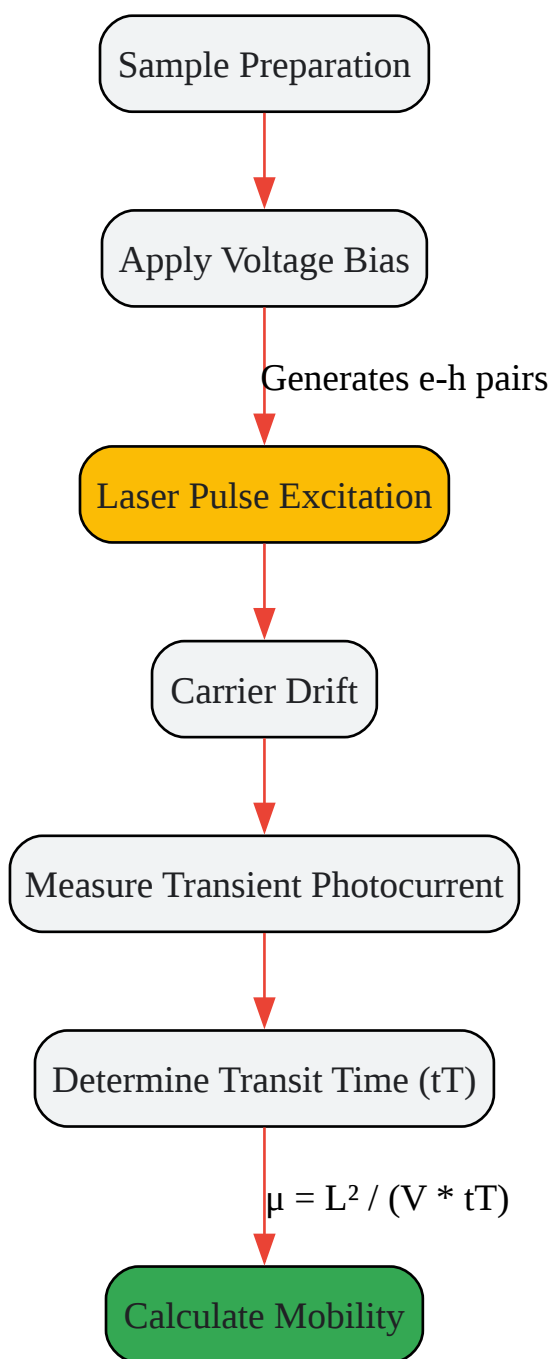 Sample Preparation
Apply Voltage Bias
Generates e-h pairs
Laser Pulse Excitation
Carrier Drift
Measure Transient Photocurrent
Determine Transit Time (tT)
μ = L² / (V * tT)
Calculate Mobility